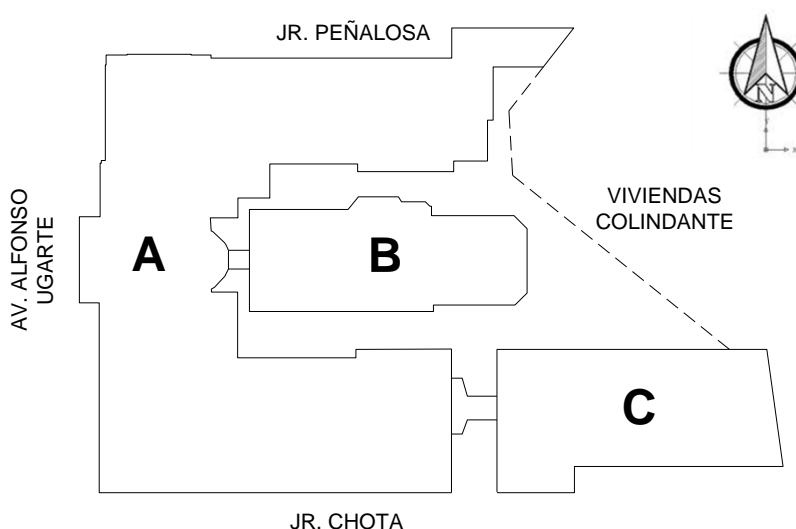 JR. PEÑALOSA
N
y
x
VIVIENDAS
COLINDANTE
AV. ALFONSO
UGARTE
A
B
C
JR. CHOTA